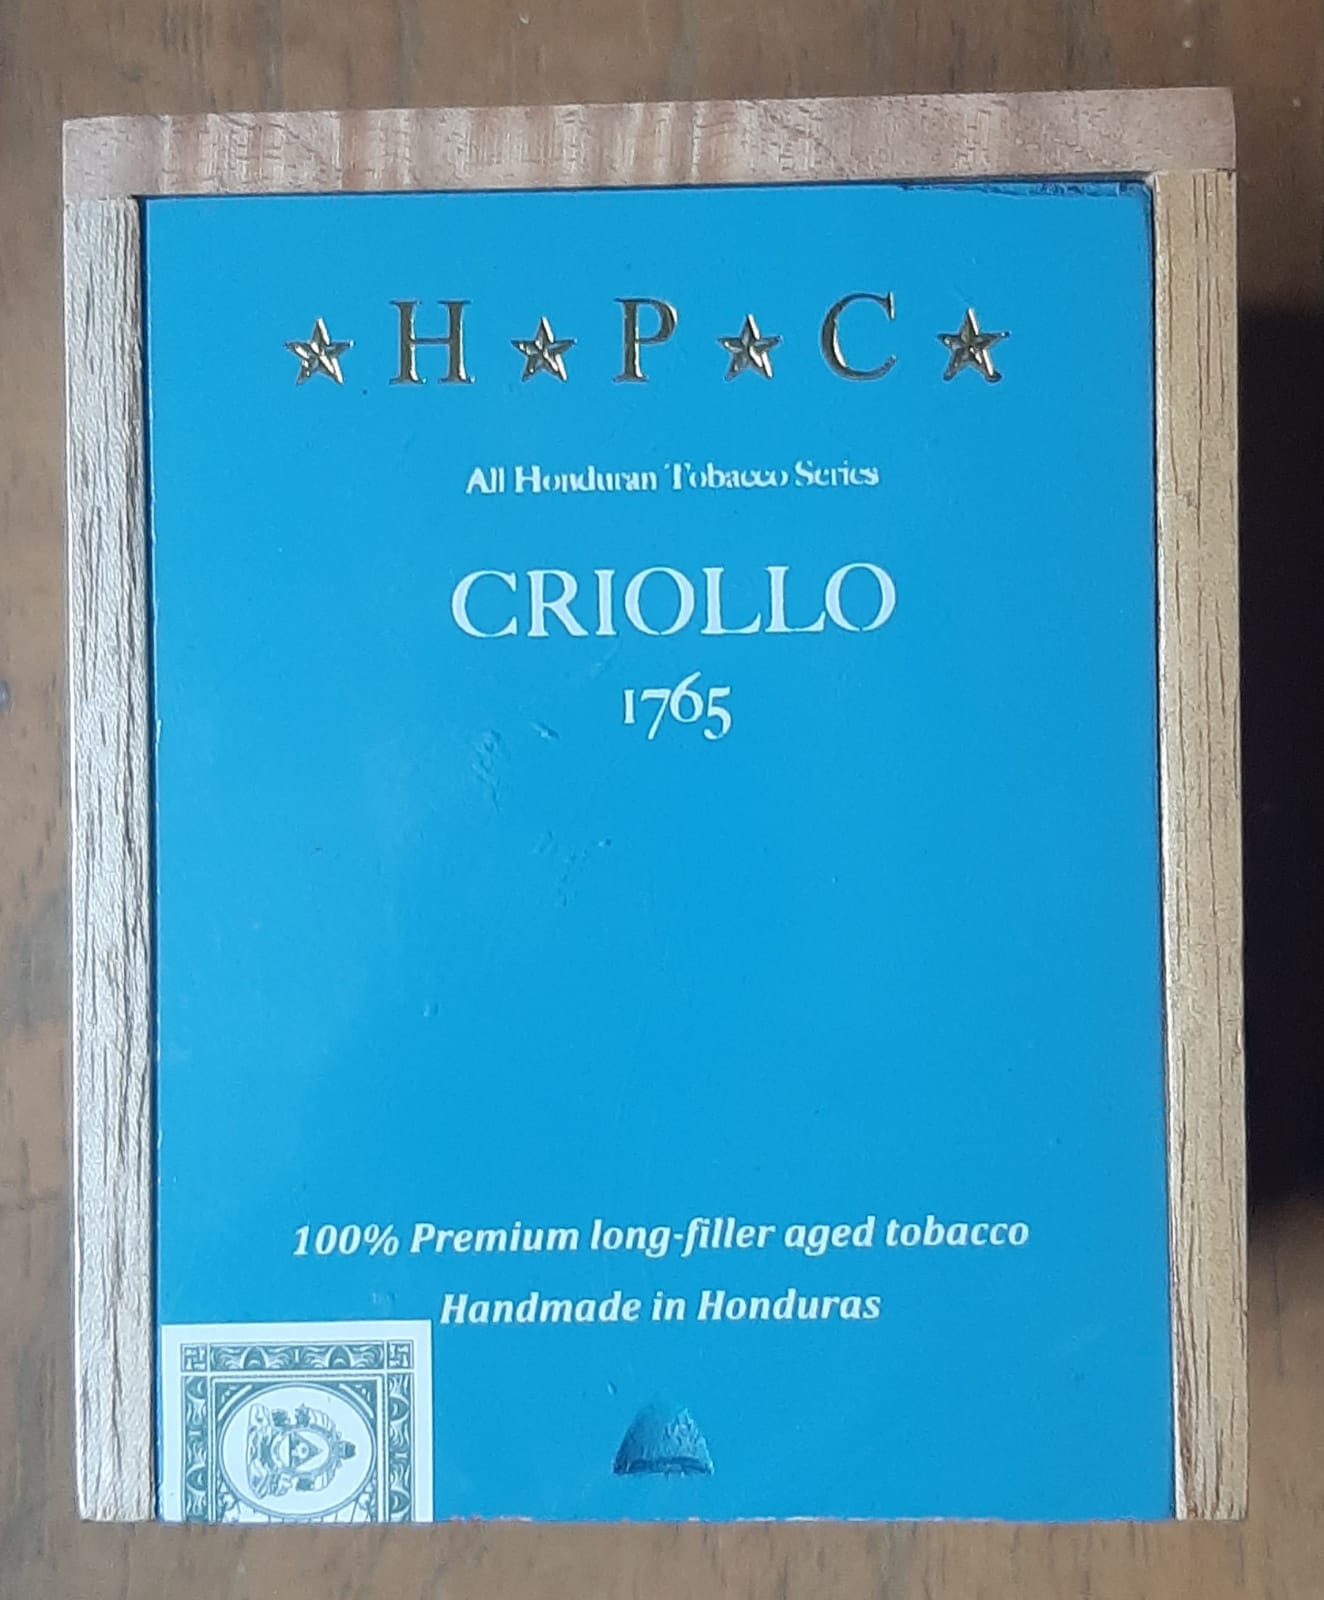 ★ H ★ P ★ C ★
All Honduran Tobacco Series
CRIOLLO
1765
100% Premium long-filler aged tobacco
Handmade in Honduras